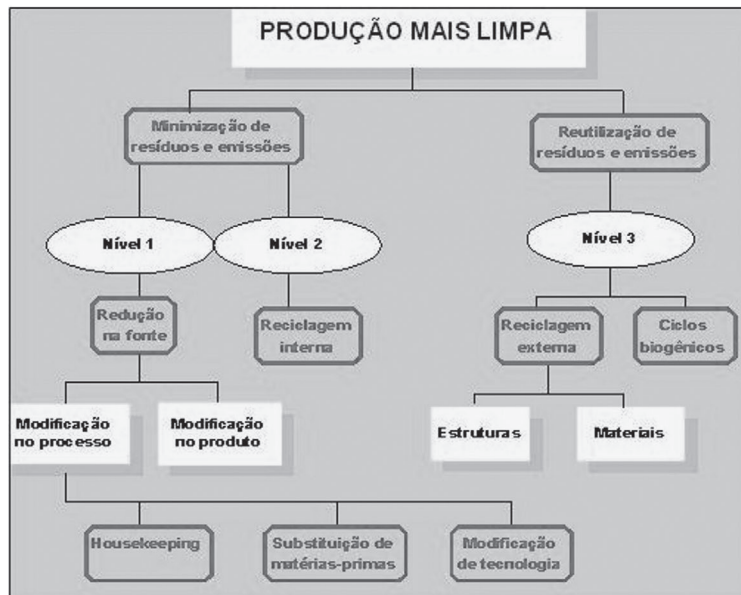 PRODUÇÃO MAIS LIMPA
Minimização de
resíduos e emissões
Reutilização de
resíduos e emissões
Nível 1
Nível 2
Nível 3
Redução
na fonte
Reciclagem
interna
Reciclagem
externa
Ciclos
biogênicos
Modificação
no processo
Modificação
no produto
Estruturas
Materiais
Housekeeping
Substituição de
matérias-primas
Modificação
de tecnologia